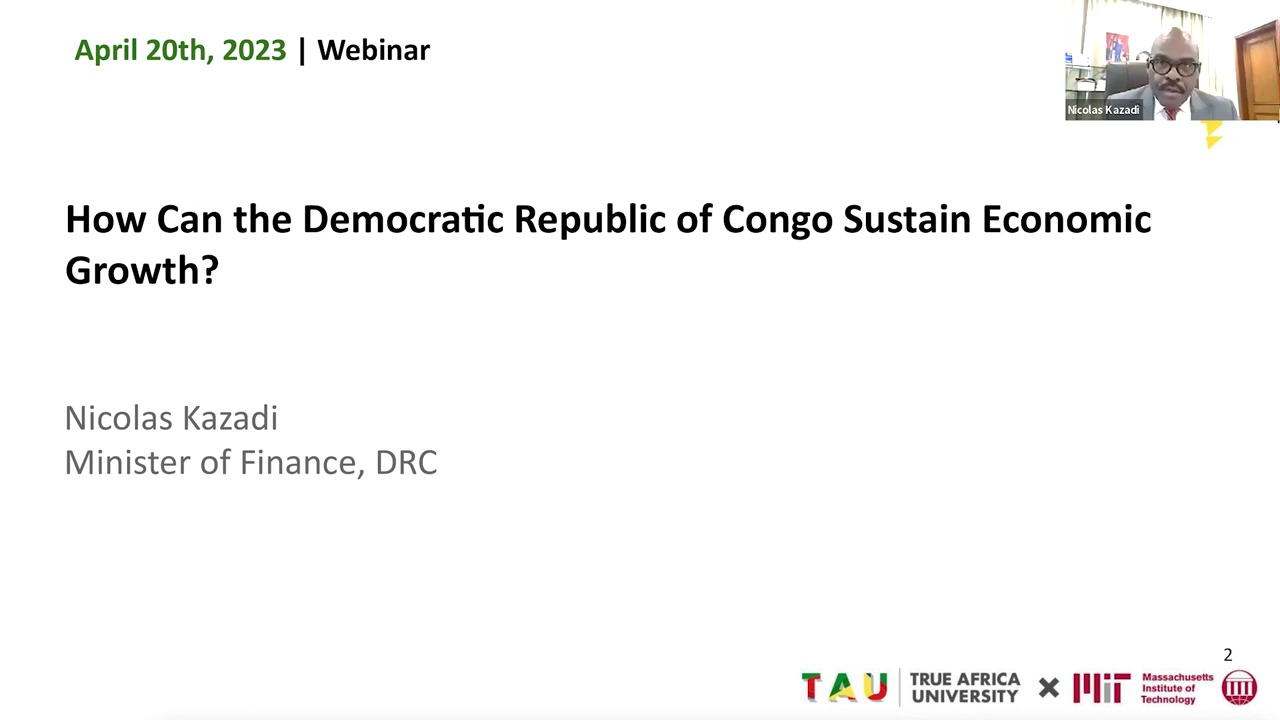 April 20th, 2023 | Webinar
Nicolas Kazadi
How Can the Democratic Republic of Congo Sustain Economic
Growth?
Nicolas Kazadi
Minister of Finance, DRC
2
TAU
TRUE AFRICA
UNIVERSITY
MIT
Massachusetts
Institute of
Technology